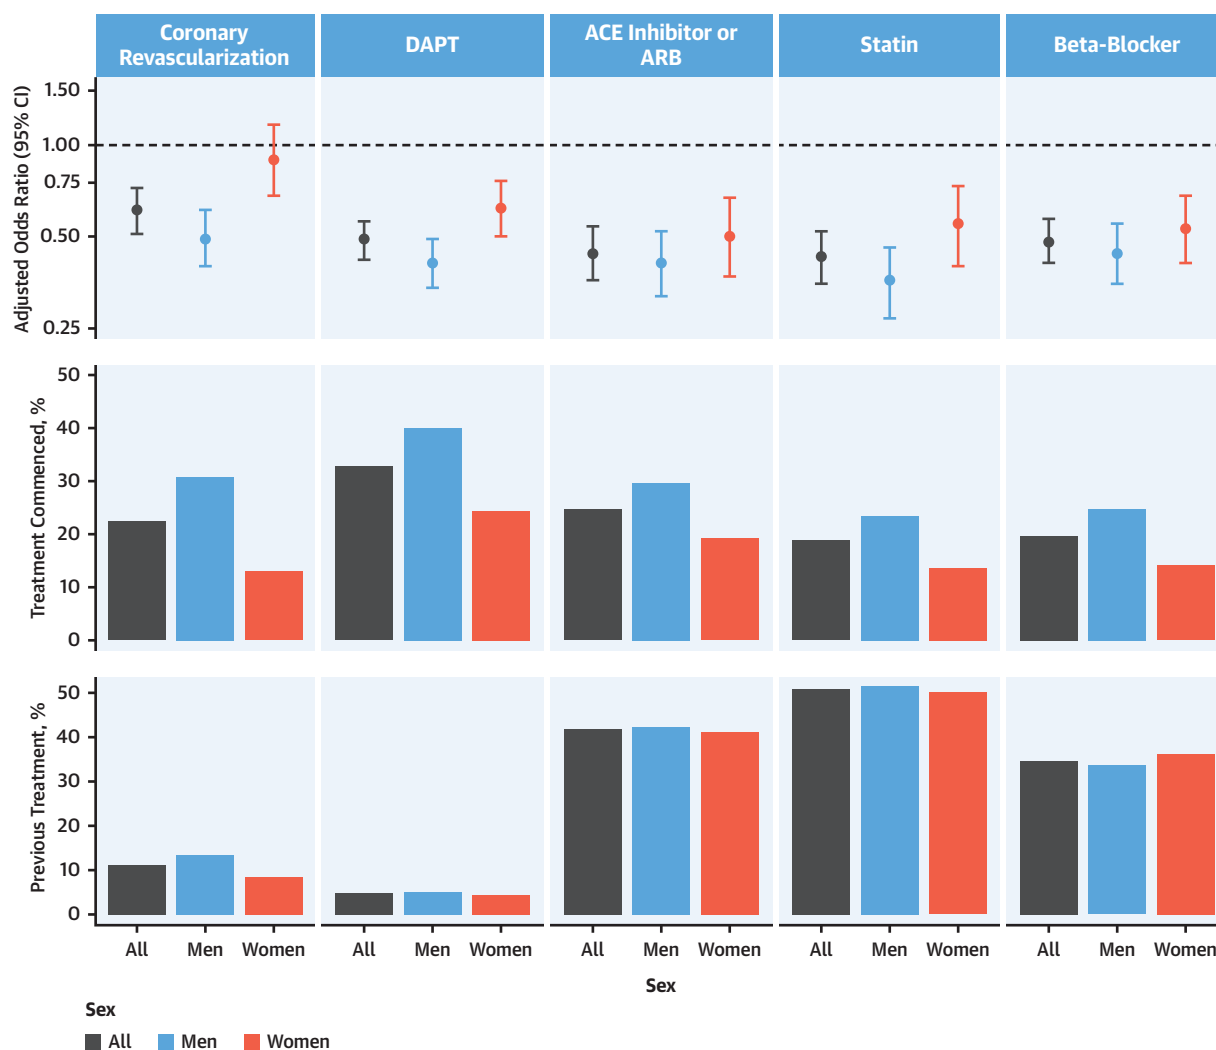 Coronary
Revascularization
DAPT
ACE Inhibitor or
ARB
Statin
Beta-Blocker
Adjusted Odds Ratio (95% CI)
1.50
1.00
0.75
0.50
0.25
Treatment Commenced, %
50
40
30
20
10
0
Previous Treatment, %
50
40
30
20
10
0
All Men Women All Men Women All Men Women All Men Women All Men Women
Sex
Sex
All Men Women